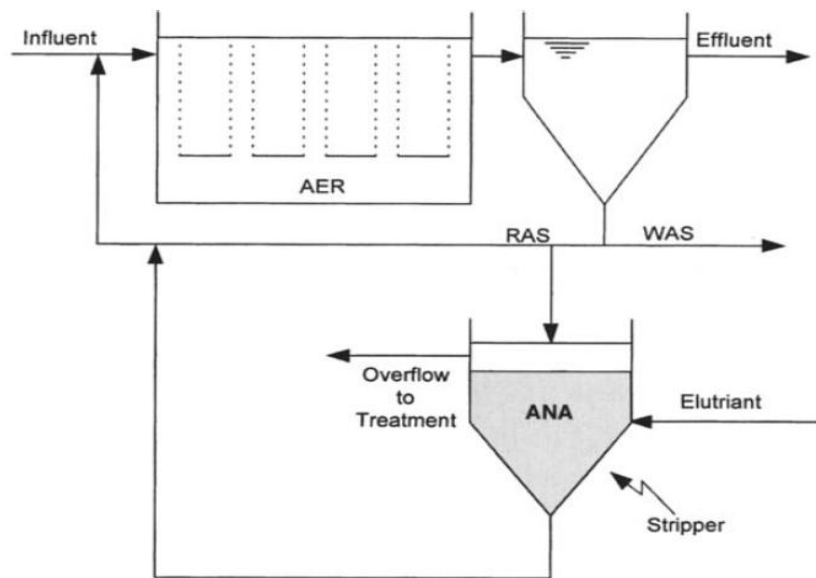 Influent
Effluent
AER
RAS
WAS
Overflow
to
Treatment
ANA
Elutriant
Stripper